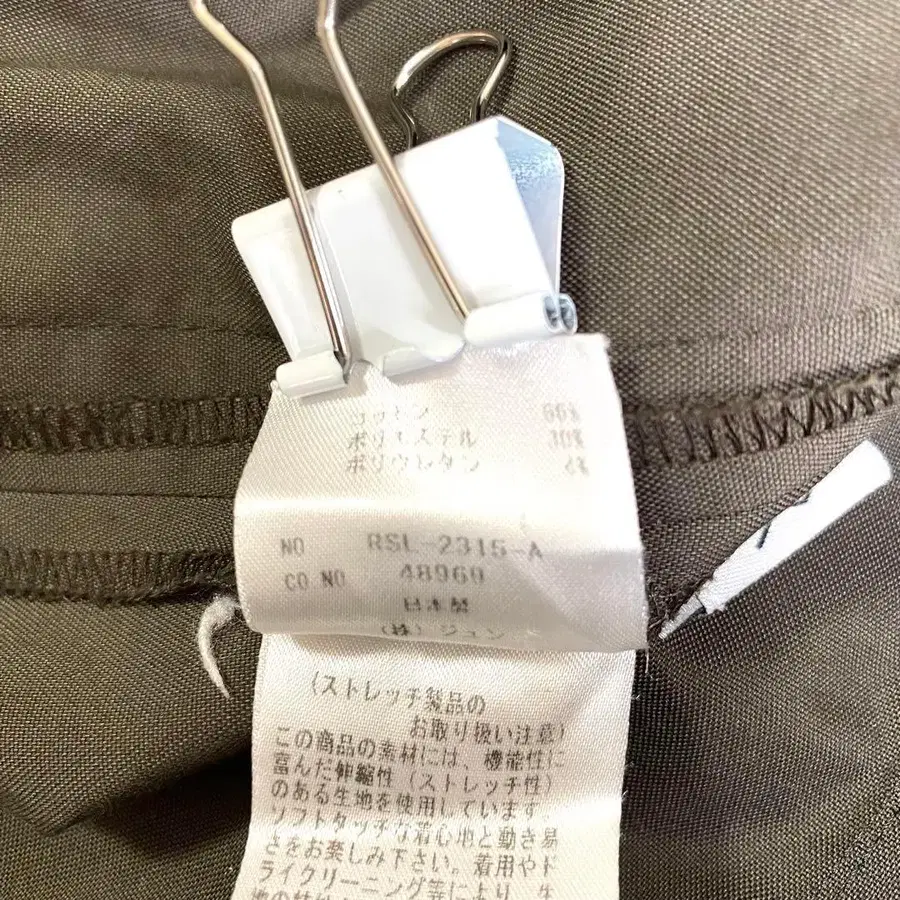 コットン 66%
ポリエステル 30%
ポリウレタン 4%
NO RSL-2315-A
CO NO 48960
日本製
(株)ジュン
(ストレッチ製品の
お取り扱い注意)
この商品の素材には、機能性に
富んだ伸縮性(ストレッチ性)
のある生地を使用しています。
ソフトタッチな着心地と動き易
さをお楽しみ下さい。着用やド
ライクリーニング等により、生